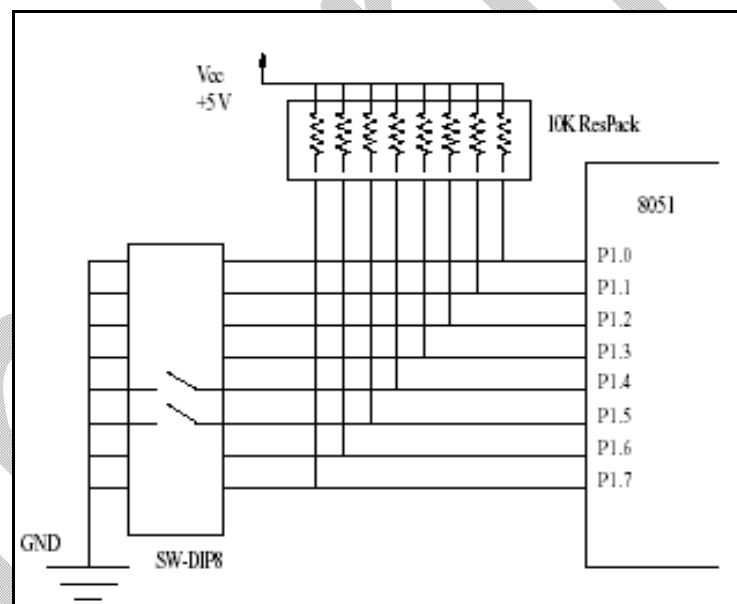 Vcc
+5 V
10K ResPack
8051
P1.0
P1.1
P1.2
P1.3
P1.4
P1.5
P1.6
P1.7
GND
SW-DIP8